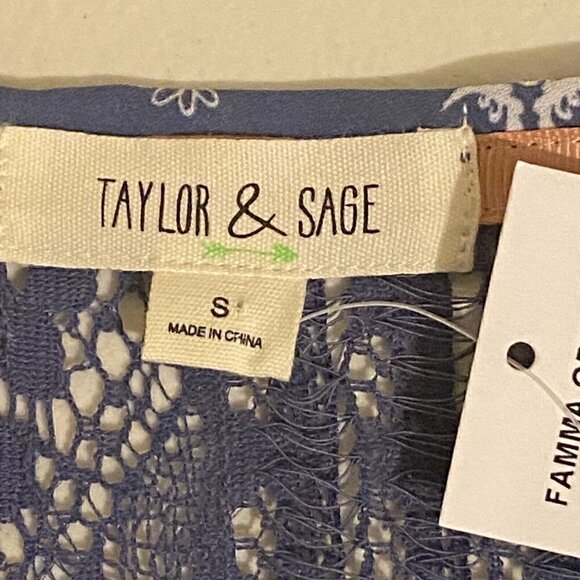 TAYLOR & SAGE
S
MADE IN CHINA
FAMMA